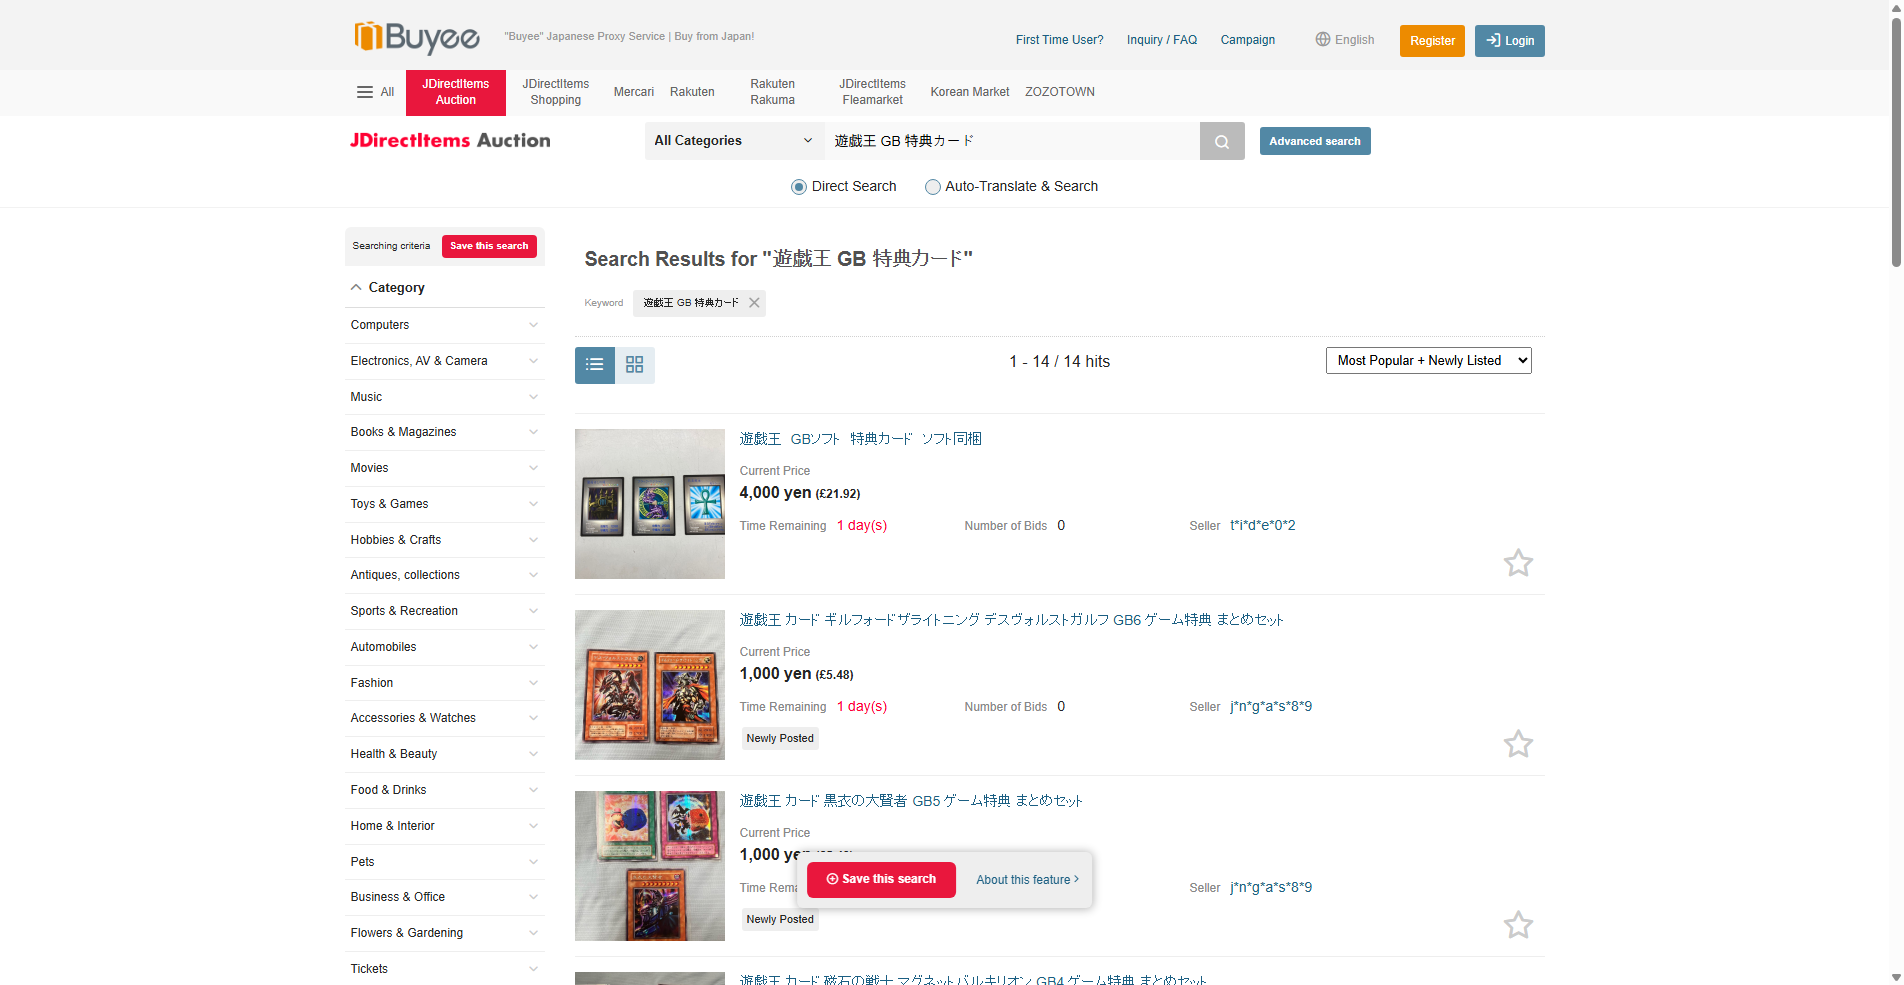 Buyee
"Buyee" Japanese Proxy Service | Buy from Japan!
First Time User?
Inquiry / FAQ
Campaign
English
Register
Login
All
JDirectItems Auction
JDirectItems Shopping
Mercari
Rakuten
Rakuten Rakuma
JDirectItems Fleamarket
Korean Market
ZOZOTOWN
JDirectItems Auction
All Categories
遊戯王 GB 特典カード
Advanced search
Direct Search
Auto-Translate & Search
Searching criteria
Save this search
Category
Computers
Electronics, AV & Camera
Music
Books & Magazines
Movies
Toys & Games
Hobbies & Crafts
Antiques, collections
Sports & Recreation
Automobiles
Fashion
Accessories & Watches
Health & Beauty
Food & Drinks
Home & Interior
Pets
Business & Office
Flowers & Gardening
Tickets
Search Results for "遊戯王 GB 特典カード"
Keyword
遊戯王 GB 特典カード
1 - 14 / 14 hits
Most Popular + Newly Listed
遊戯王　GBソフト　特典カード　ソフト同梱
Current Price
4,000 yen (£21.92)
Time Remaining 1 day(s)
Number of Bids 0
Seller t*i*d*e*0*2
遊戯王 カード ギルフォードザライトニング デスヴォルストガルフ GB6 ゲーム特典 まとめセット
Current Price
1,000 yen (£5.48)
Time Remaining 1 day(s)
Number of Bids 0
Seller j*n*g*a*s*8*9
Newly Posted
遊戯王 カード 黒衣の大賢者 GB5 ゲーム特典 まとめセット
Current Price
1,000
Time
Seller j*n*g*a*s*8*9
Newly Posted
Save this search
About this feature
遊戯王 カード 磁石の戦士 マグネットバルキリオン GB4 ゲーム特典 まとめセット